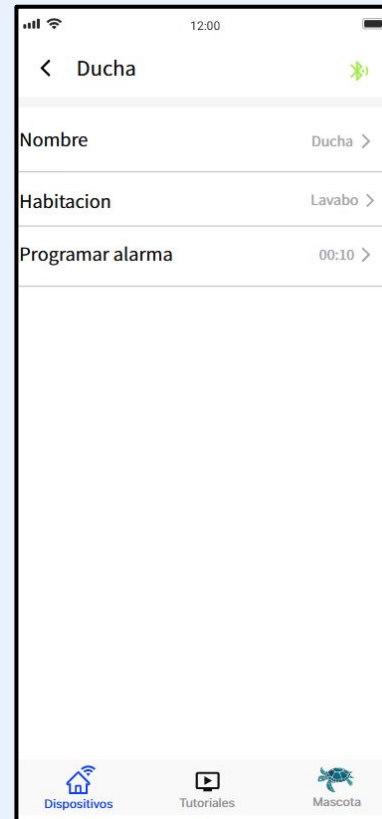 12:00
Ducha
Nombre Ducha
Habitacion Lavabo
Programar alarma 00:10
Dispositivos Tutoriales Mascota